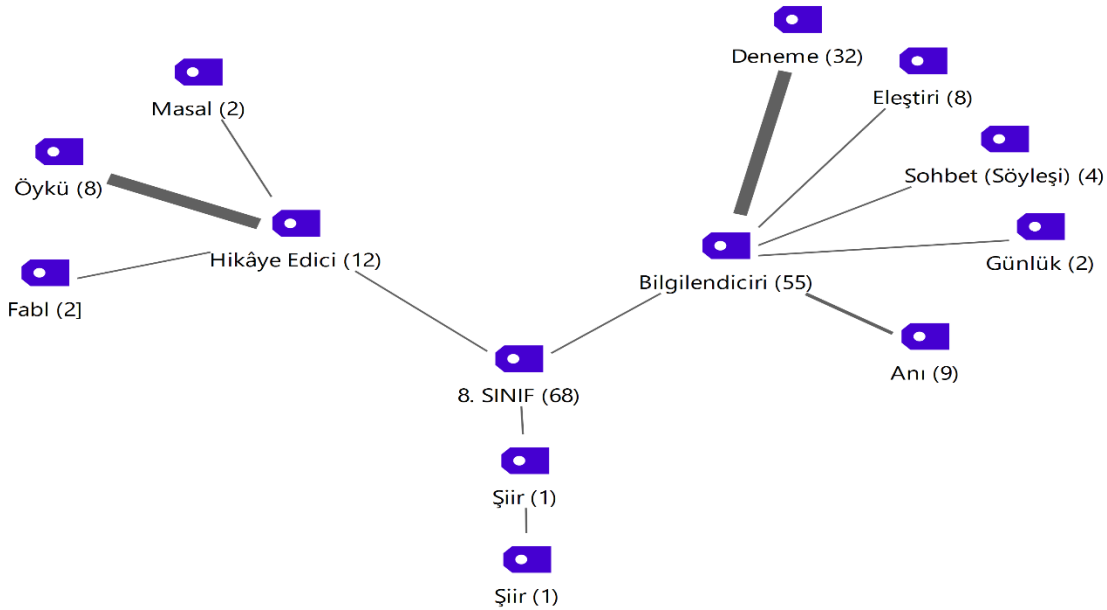 Deneme (32)
Eleştiri (8)
Masal (2)
Sohbet (Söyleşi) (4)
Öykü (8)
Hikâye Edici (12)
Günlük (2)
Bilgilendiciri (55)
Fabl (2]
Anı (9)
8. SINIF (68)
Şiir (1)
Şiir (1)